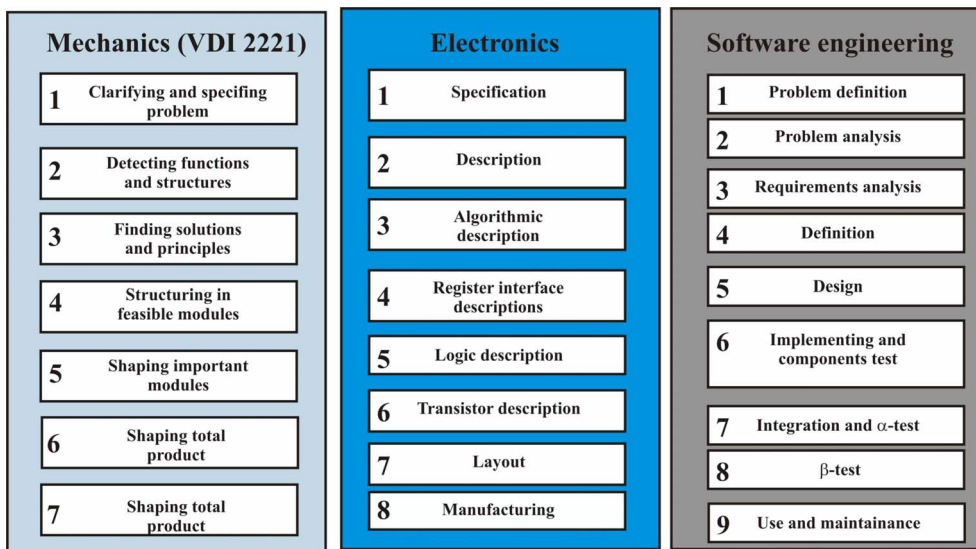 Mechanics (VDI 2221)
1 Clarifying and specifing
problem
2 Detecting functions
and structures
3 Finding solutions
and principles
4 Structuring in
feasible modules
5 Shaping important
modules
6 Shaping total
product
7 Shaping total
product
Electronics
1 Specification
2 Description
3 Algorithmic
description
4 Register interface
descriptions
5 Logic description
6 Transistor description
7 Layout
8 Manufacturing
Software engineering
1 Problem definition
2 Problem analysis
3 Requirements analysis
4 Definition
5 Design
6 Implementing and
components test
7 Integration and α-test
8 β-test
9 Use and maintainance